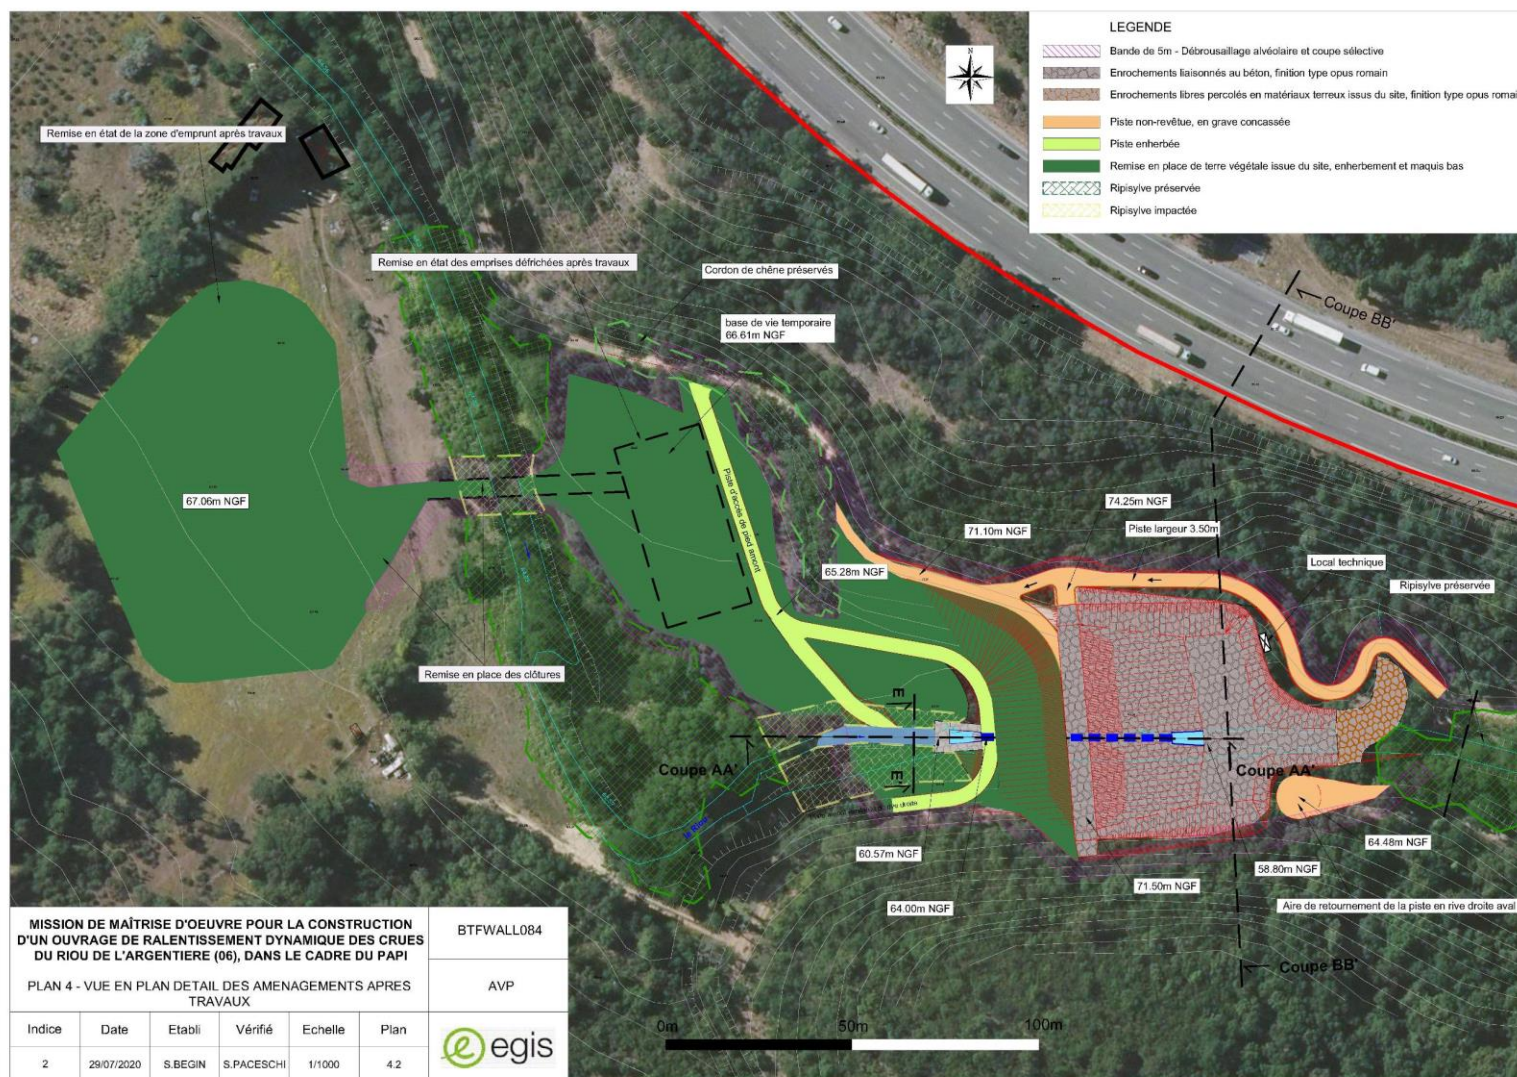 LEGENDE
Bande de 5m - Débrousaillage alvéolaire et coupe sélective
Enrochements liaisonnés au béton, finition type opus romain
Enrochements libres percolés en matériaux terreux issus du site, finition type opus romai
Piste non-revêtue, en grave concassée
Piste enherbée
Remise en place de terre végétale issue du site, enherbement et maquis bas
Ripisylve préservée
Ripisylve impactée
N
Remise en état de la zone d'emprunt après travaux
Remise en état des emprises défrichées après travaux
Cordon de chêne préservés
base de vie temporaire
66.61m NGF
Coupe BB'
67.06m NGF
Piste d'accès de pied amont
74.25m NGF
71.10m NGF
Piste largeur 3.50m
65.28m NGF
Local technique
Ripisylve préservée
Remise en place des clôtures
E
Coupe AA'
E'
Coupe AA'
rive droite
le Riou
60.57m NGF
64.48m NGF
58.80m NGF
71.50m NGF
64.00m NGF
Aire de retournement de la piste en rive droite aval
Coupe BB'
MISSION DE MAÎTRISE D'OEUVRE POUR LA CONSTRUCTION
D'UN OUVRAGE DE RALENTISSEMENT DYNAMIQUE DES CRUES
DU RIOU DE L'ARGENTIERE (06), DANS LE CADRE DU PAPI
BTFWALL084
PLAN 4 - VUE EN PLAN DETAIL DES AMENAGEMENTS APRES
TRAVAUX
AVP
Indice Date Etabli Vérifié Echelle Plan
2 29/07/2020 S.BEGIN S.PACESCHI 1/1000 4.2
egis
0m 50m 100m